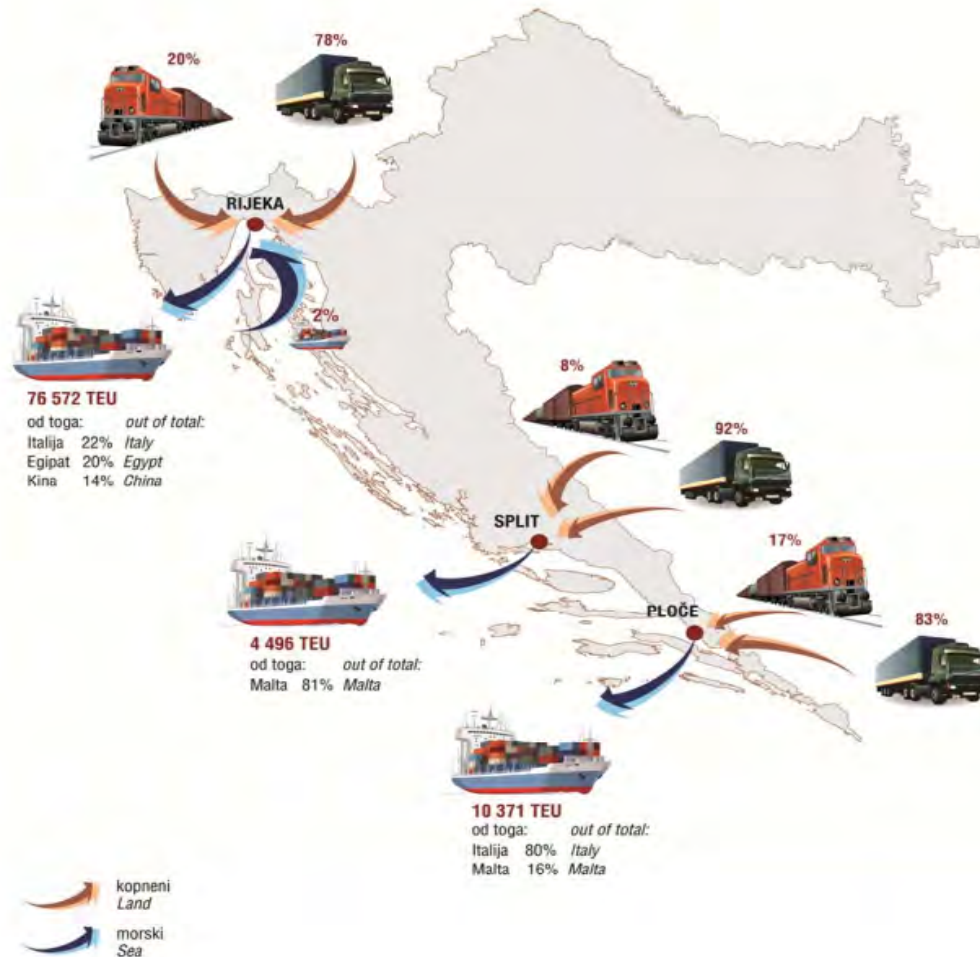 20%
78%
RIJEKA
2%
76 572 TEU
od toga: out of total:
Italija 22% Italy
Egipat 20% Egypt
Kina 14% China
8%
92%
SPLIT
17%
PLOČE
83%
4 496 TEU
od toga: out of total:
Malta 81% Malta
10 371 TEU
od toga: out of total:
Italija 80% Italy
Malta 16% Malta
kopneni
Land
morski
Sea